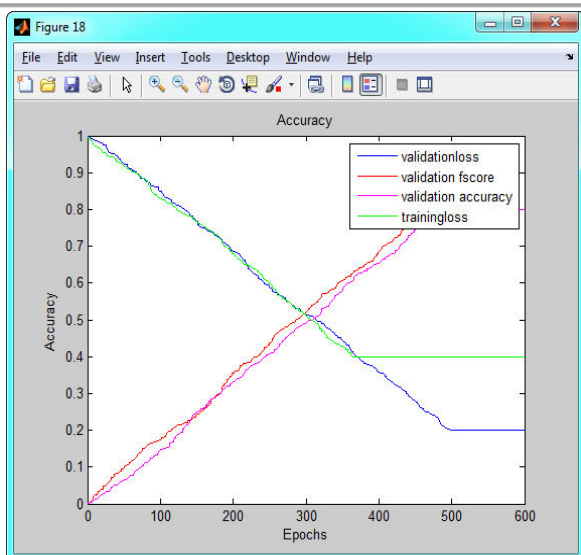 Figure 18
File Edit View Insert Tools Desktop Window Help
Accuracy
validationloss
validation fscore
validation accuracy
trainingloss
Accuracy
1
0.9
0.8
0.7
0.6
0.5
0.4
0.3
0.2
0.1
0
0 100 200 300 400 500 600
Epochs